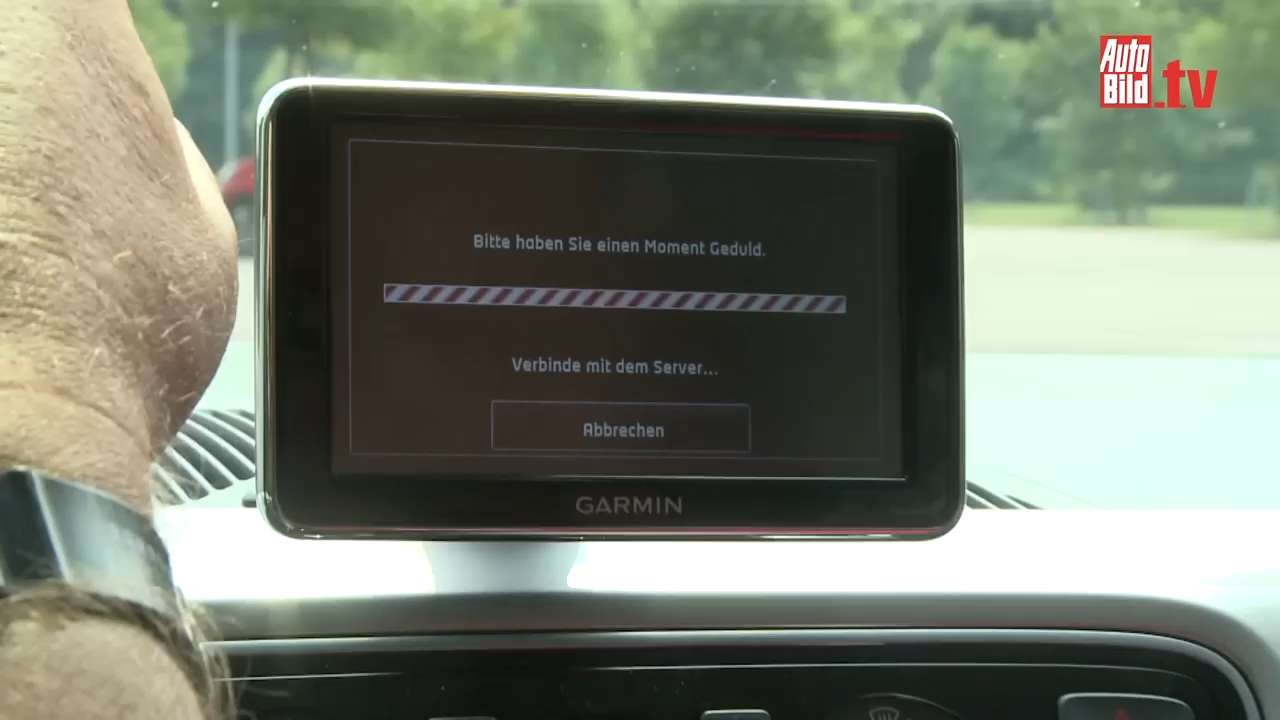 Auto
Bild.tv
Bitte haben Sie einen Moment Geduld.
Verbinde mit dem Server...
Abbrechen
GARMIN